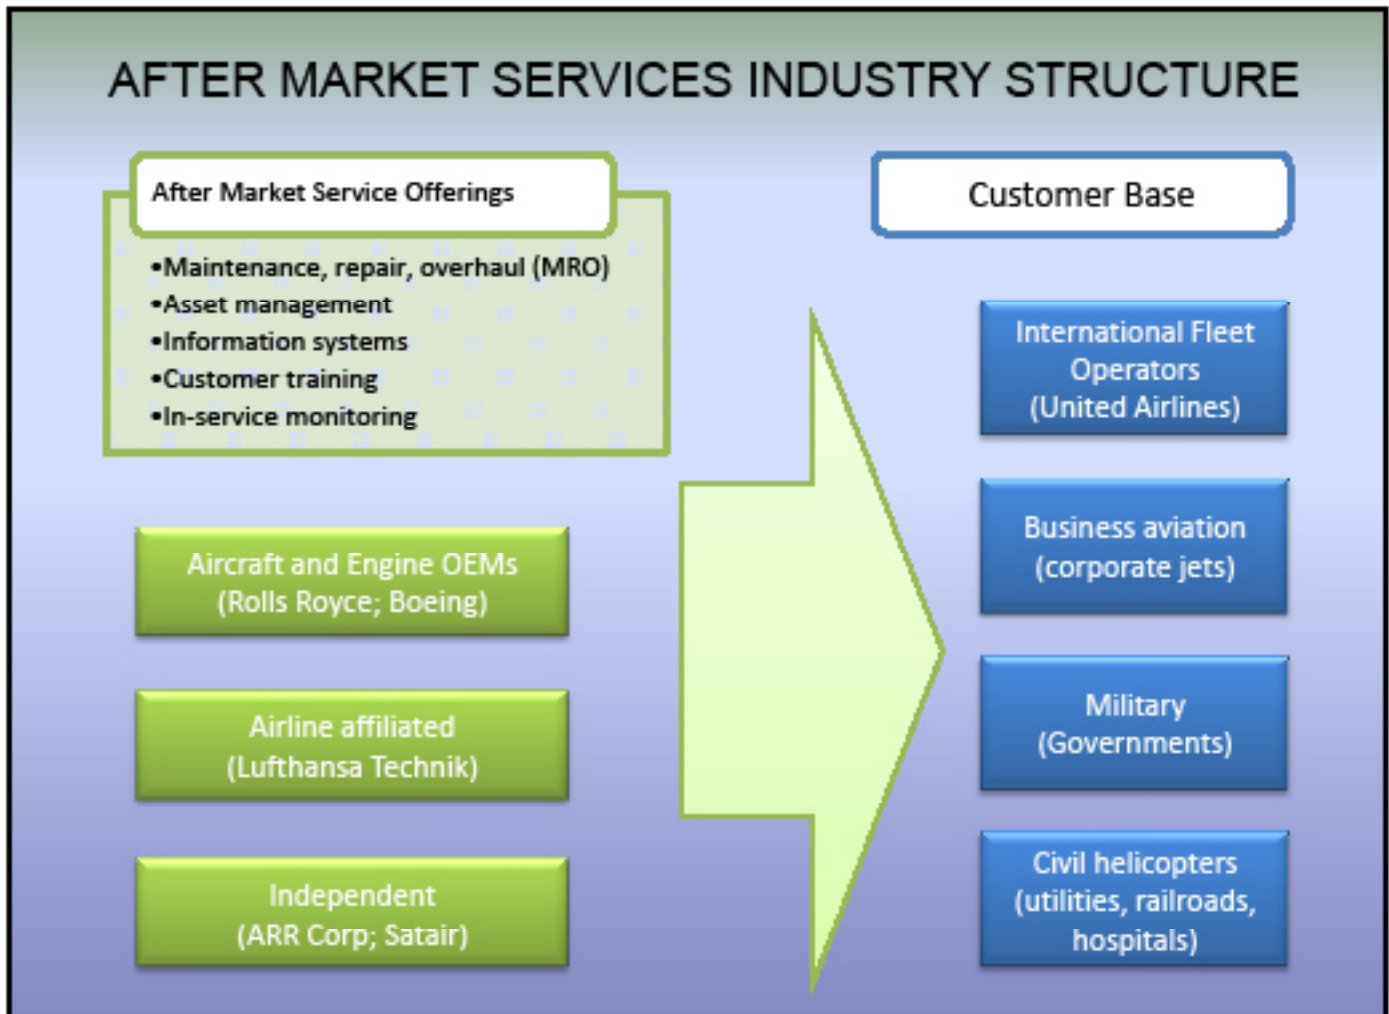 AFTER MARKET SERVICES INDUSTRY STRUCTURE
After Market Service Offerings
•Maintenance, repair, overhaul (MRO)
•Asset management
•Information systems
•Customer training
•In-service monitoring
Aircraft and Engine OEMs
(Rolls Royce; Boeing)
Airline affiliated
(Lufthansa Technik)
Independent
(ARR Corp; Satair)
Customer Base
International Fleet
Operators
(United Airlines)
Business aviation
(corporate jets)
Military
(Governments)
Civil helicopters
(utilities, railroads,
hospitals)